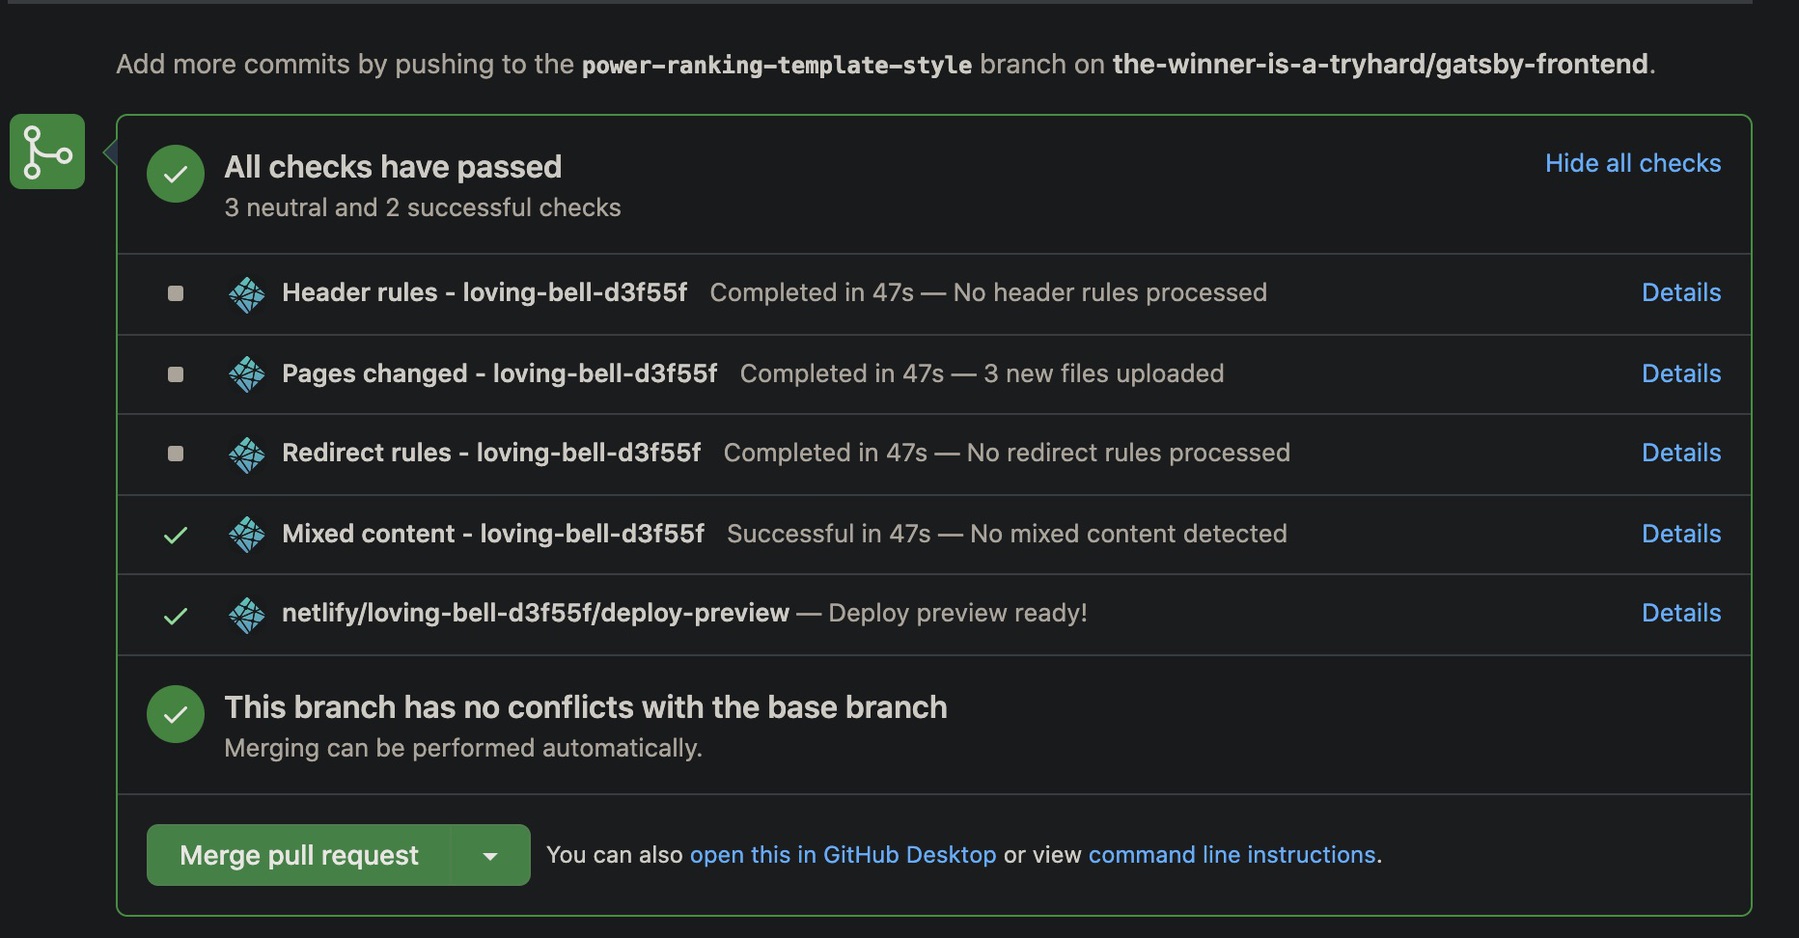 Add more commits by pushing to the power-ranking-template-style branch on the-winner-is-a-tryhard/gatsby-frontend.
All checks have passed
Hide all checks
3 neutral and 2 successful checks
Header rules - loving-bell-d3f55f Completed in 47s — No header rules processed Details
Pages changed - loving-bell-d3f55f Completed in 47s — 3 new files uploaded Details
Redirect rules - loving-bell-d3f55f Completed in 47s — No redirect rules processed Details
Mixed content - loving-bell-d3f55f Successful in 47s — No mixed content detected Details
netlify/loving-bell-d3f55f/deploy-preview — Deploy preview ready! Details
This branch has no conflicts with the base branch
Merging can be performed automatically.
Merge pull request You can also open this in GitHub Desktop or view command line instructions.